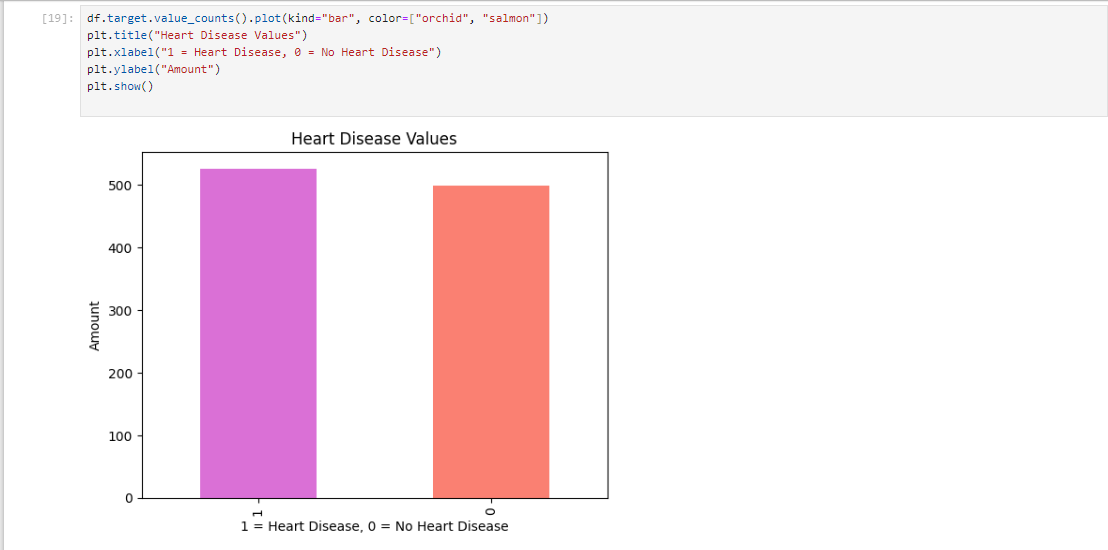 [19]:
df.target.value_counts().plot(kind="bar", color=["orchid", "salmon"])
plt.title("Heart Disease Values")
plt.xlabel("1 = Heart Disease, 0 = No Heart Disease")
plt.ylabel("Amount")
plt.show()
Heart Disease Values
500
400
300
200
100
0
Amount
1
0
1 = Heart Disease, 0 = No Heart Disease